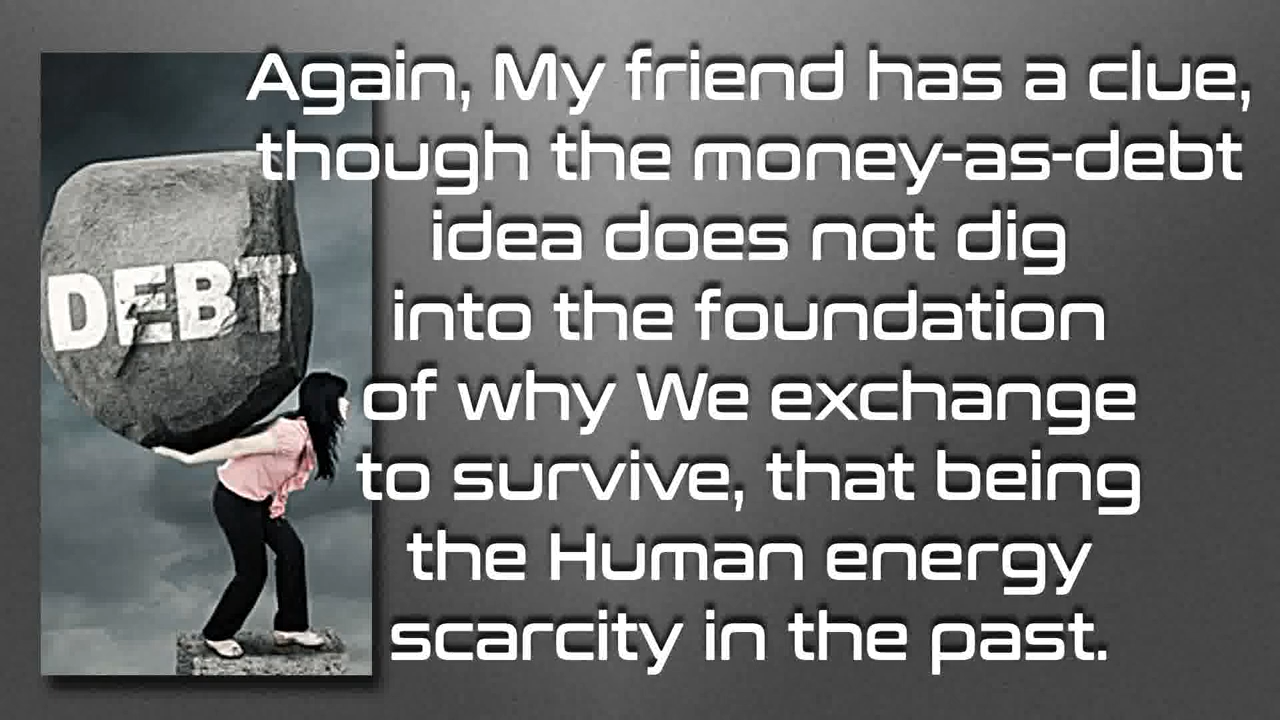 Again, My friend has a clue,
though the money-as-debt
idea does not dig
into the foundation
of why We exchange
to survive, that being
the Human energy
scarcity in the past.
DEBT